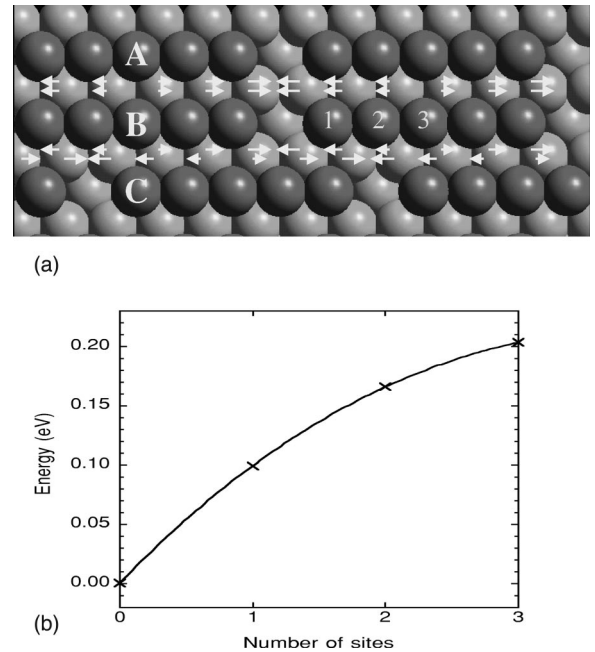 A
B
1 2 3
C
(a)
0.20
0.15
0.10
0.05
0.00
Energy (eV)
0 1 2 3
(b)
Number of sites